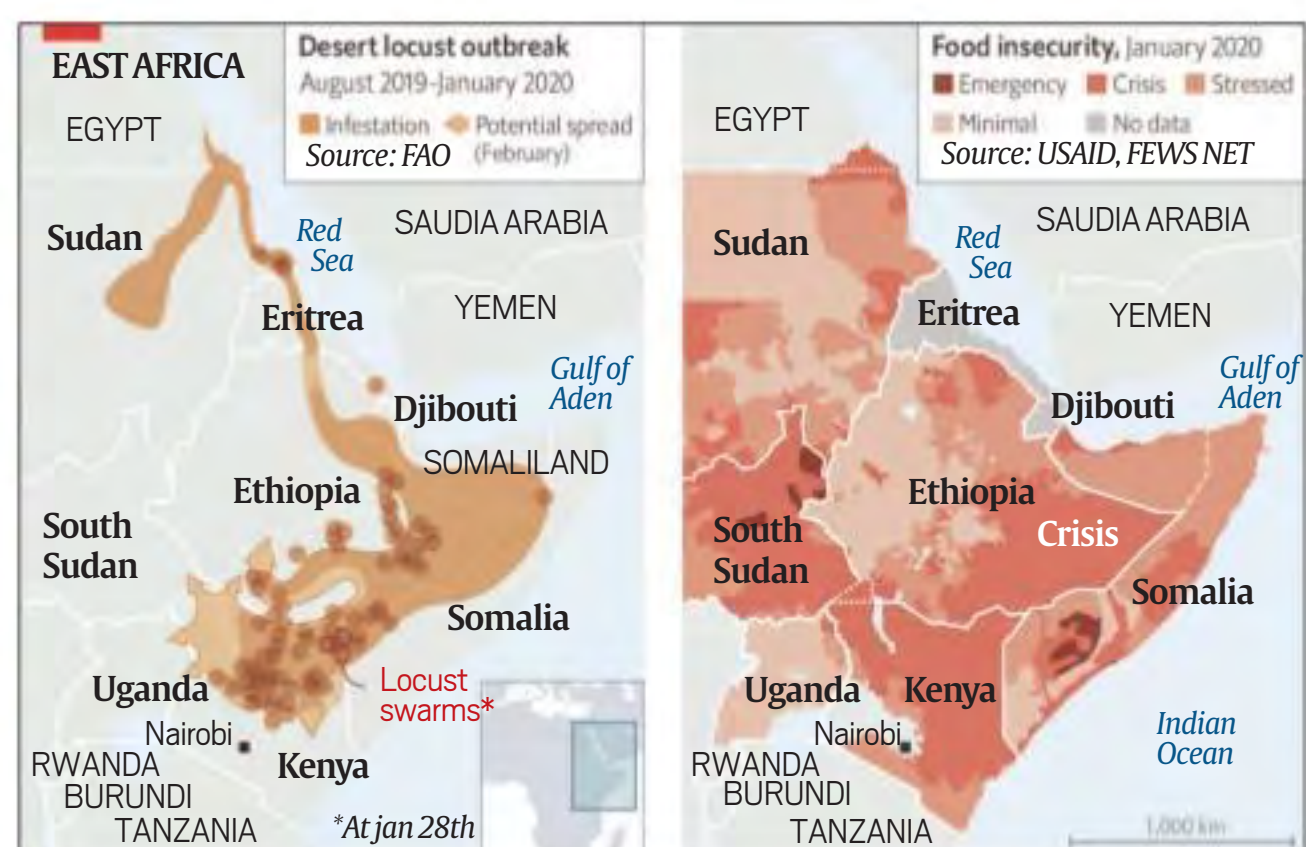 EAST AFRICA
Desert locust outbreak
August 2019-January 2020
Infestation Potential spread
(February)
Source: FAO
EGYPT
Sudan
Red
Sea
SAUDIA ARABIA
Eritrea
YEMEN
Gulf of
Aden
Djibouti
SOMALILAND
Ethiopia
South
Sudan
Somalia
Uganda
Locust
swarms*
Nairobi
Kenya
RWANDA
BURUNDI
TANZANIA
*At jan 28th
Food insecurity, January 2020
Emergency Crisis Stressed
Minimal No data
Source: USAID, FEWS NET
EGYPT
Sudan
Red
Sea
SAUDIA ARABIA
Eritrea
YEMEN
Gulf of
Aden
Djibouti
Ethiopia
Crisis
South
Sudan
Somalia
Uganda
Kenya
Nairobi
Indian
Ocean
RWANDA
BURUNDI
TANZANIA
1,000 km